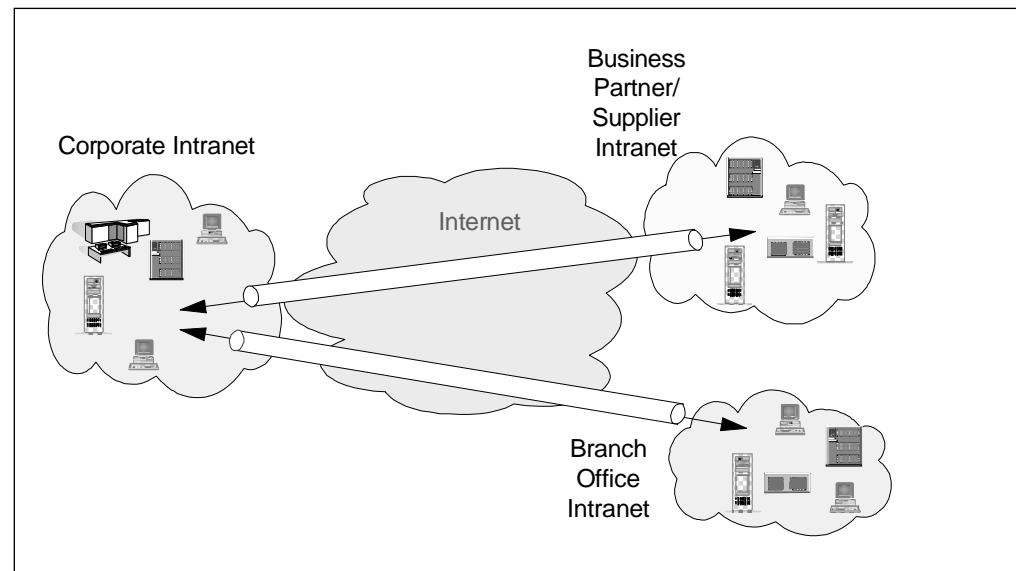 Corporate Intranet
Internet
Business
Partner/
Supplier
Intranet
Branch
Office
Intranet